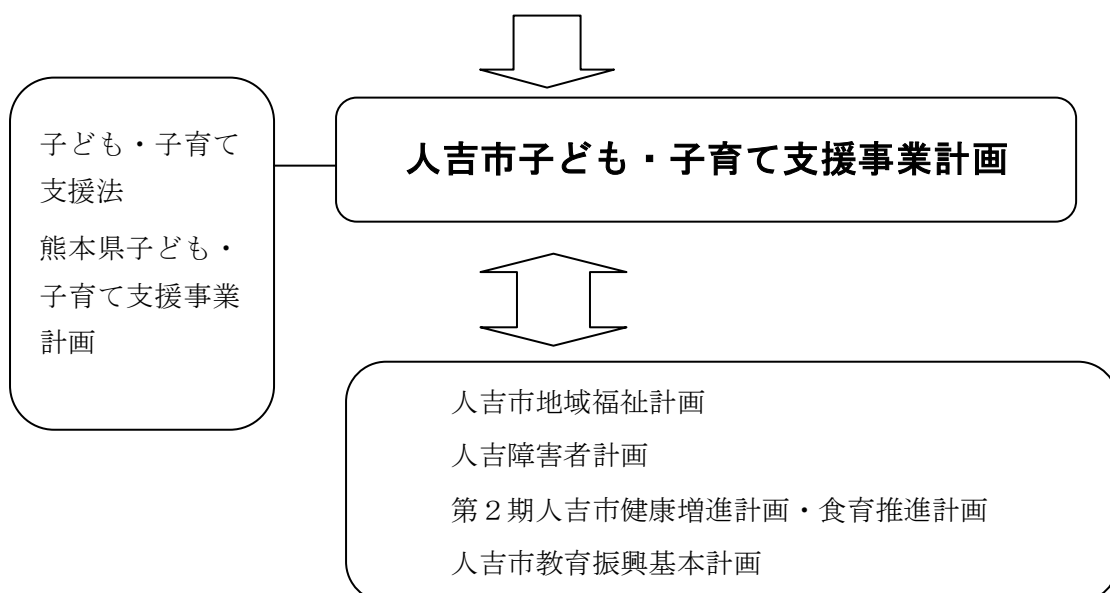 子ども・子育て
支援法
熊本県子ども・
子育て支援事業
計画
人吉市子ども・子育て支援事業計画
人吉市地域福祉計画
人吉障害者計画
第２期人吉市健康増進計画・食育推進計画
人吉市教育振興基本計画